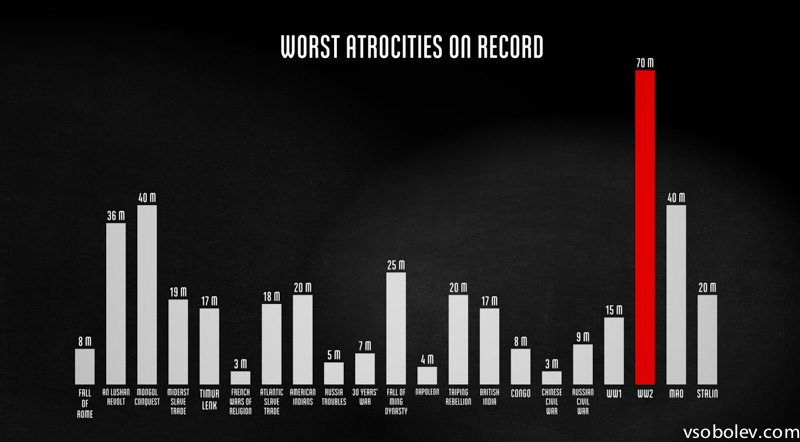 WORST ATROCITIES ON RECORD
70 M
40 M
40 M
36 M
25 M
20 M
20 M
20 M
19 M
18 M
17 M
17 M
15 M
9 M
8 M
8 M
7 M
5 M
4 M
3 M
3 M
FALL
OF
ROME
AN LUSHAN
REVOLT
MONGOL
CONQUEST
MIDEAST
SLAVE
TRADE
TIMUR
LENK
FRENCH
WARS OF
RELIGION
ATLANTIC
SLAVE
TRADE
AMERICAN
INDIANS
RUSSIA
TROUBLES
30 YEARS'
WAR
FALL OF
MING
DYNASTY
NAPOLEON
TAIPING
REBELLION
BRITISH
INDIA
CONGO
CHINESE
CIVIL
WAR
RUSSIAN
CIVIL
WAR
WW1
WW2
MAO
STALIN
vsobolev.com